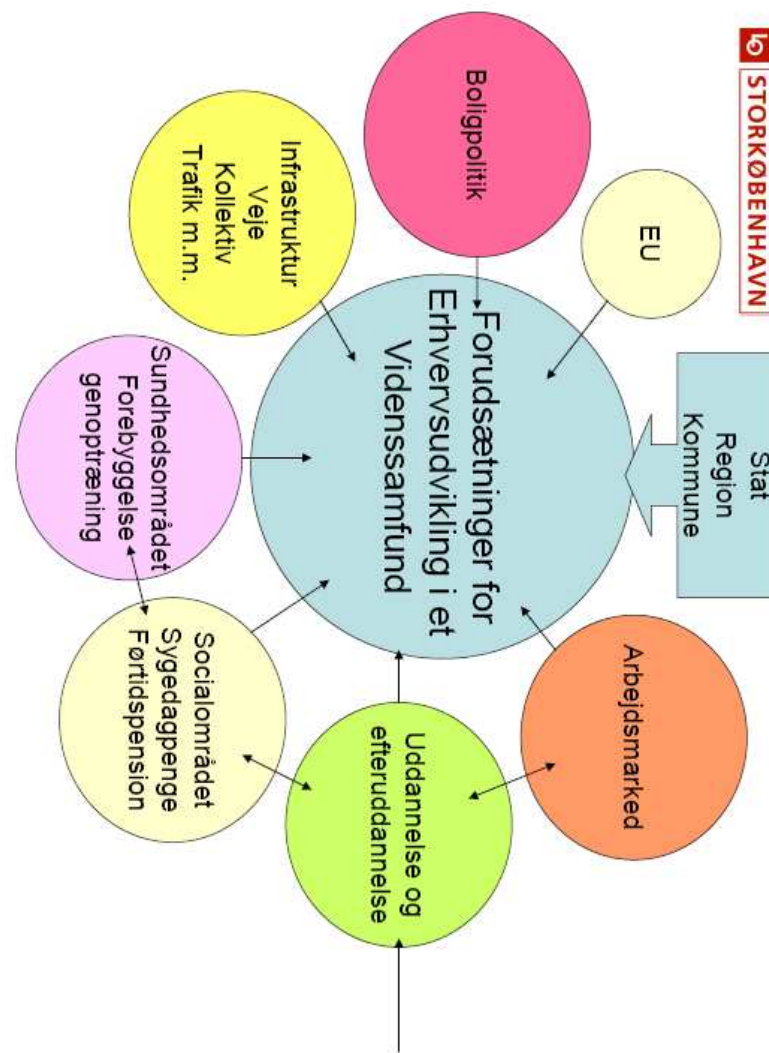 LO STORKØBENHAVN
Stat
Region
Kommune
EU
Boligpolitik
Arbejdsmarked
Forudsætninger for
Erhvervsudvikling i et
Videnssamfund
Infrastruktur
Veje
Kollektiv
Trafik m.m.
Uddannelse og
efteruddannelse
Sundhedsområdet
Forebyggelse
genoptræning
Socialområdet
Sygedagpenge
Førtidspension